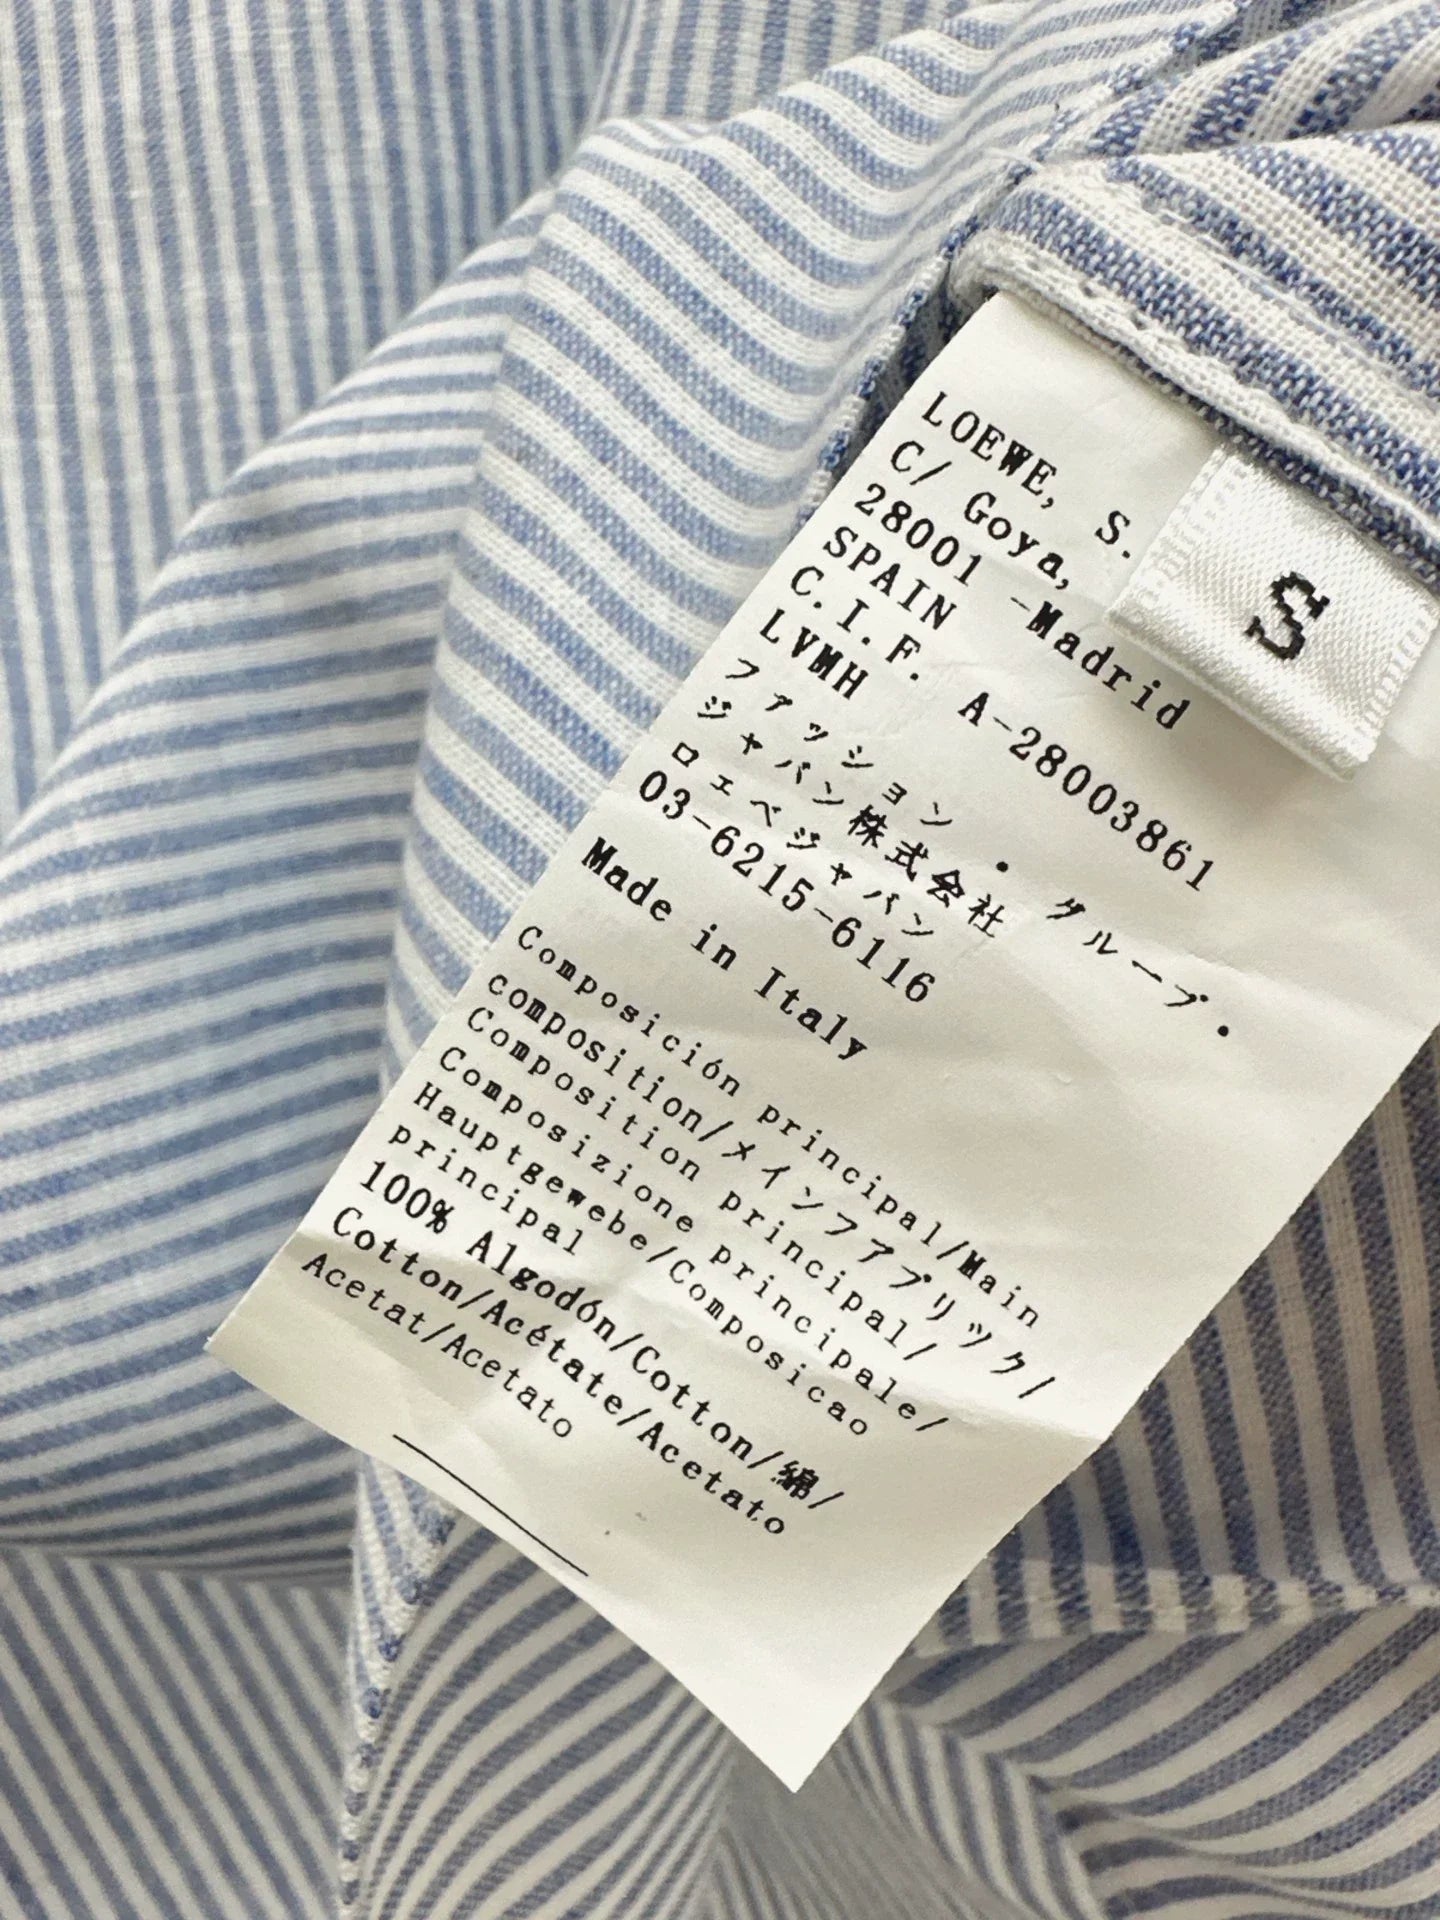 LOEWE, S.
C/ Goya,
28001 -Madrid
SPAIN
C.I.F. A-28003861
LVMH
ファッション・グループ・
ジャパン株式会社
ロエベジャパン
03-6215-6116
Made in Italy
Composición principal/Main
composition/メインファブリック/
Composition principal/
Composizione principale/
Hauptgewebe/Composicao
principal
100% Algodón/Cotton/綿/
Cotton/Acétate/Acetato
Acetat/Acetato
S